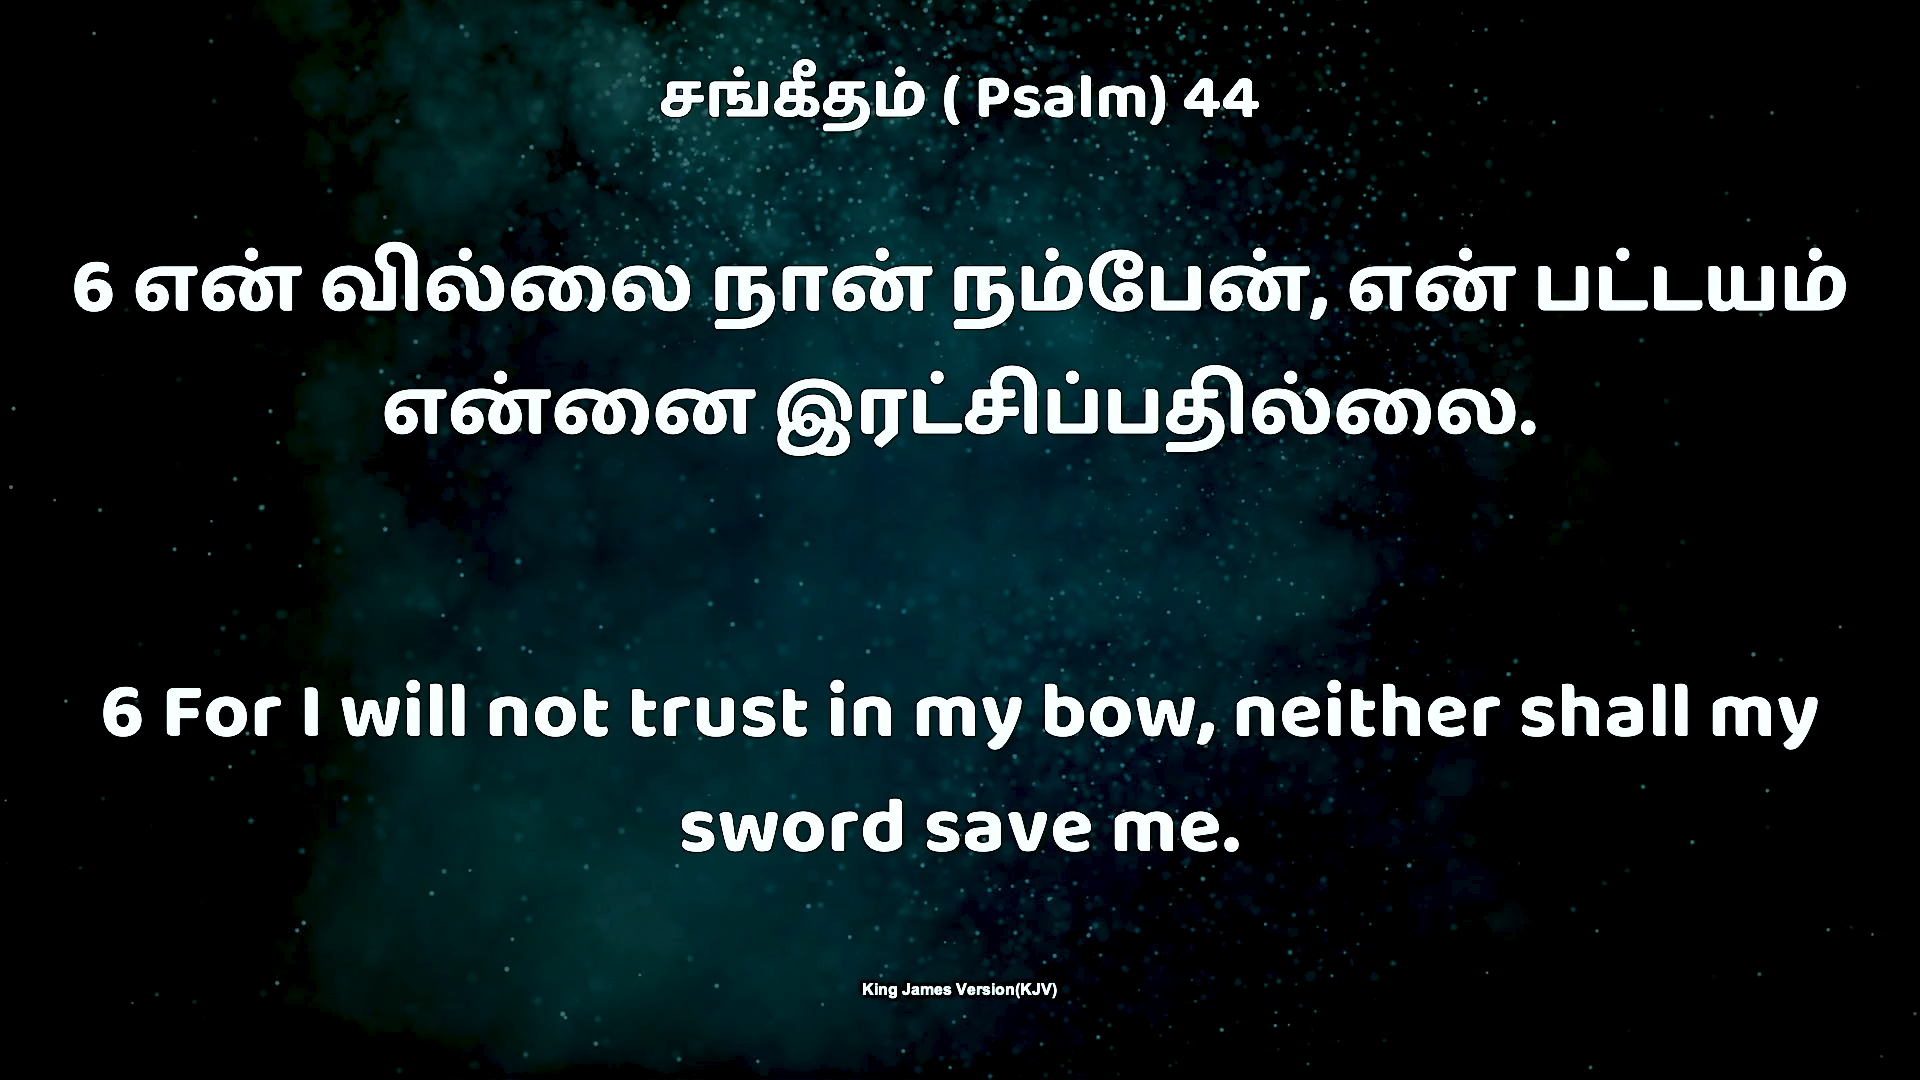 சங்கீதம் ( Psalm) 44
6 என் வில்லை நான் நம்பேன், என் பட்டயம்
என்னை இரட்சிப்பதில்லை.
6 For I will not trust in my bow, neither shall my
sword save me.
King James Version(KJV)